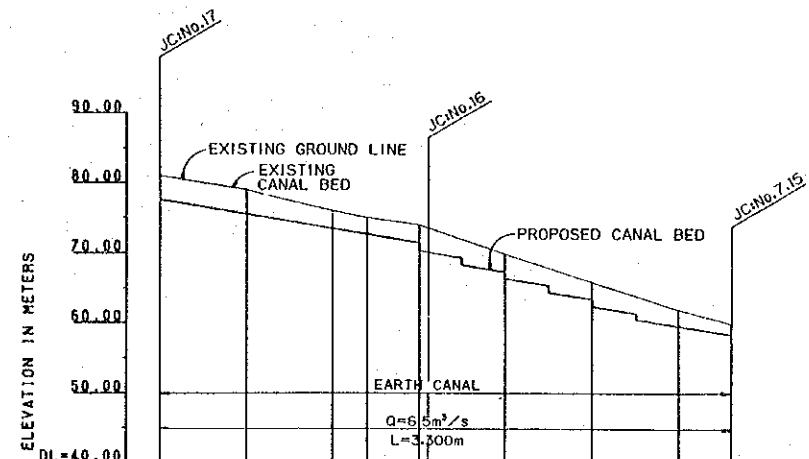 JC:No.17
JC:No.16
JC:No.7.15
90.00
80.00
70.00
60.00
50.00
DL=40.00
ELEVATION IN METERS
EXISTING GROUND LINE
EXISTING
CANAL BED
PROPOSED CANAL BED
EARTH CANAL
Q=6.5m³/s
L=3.300m